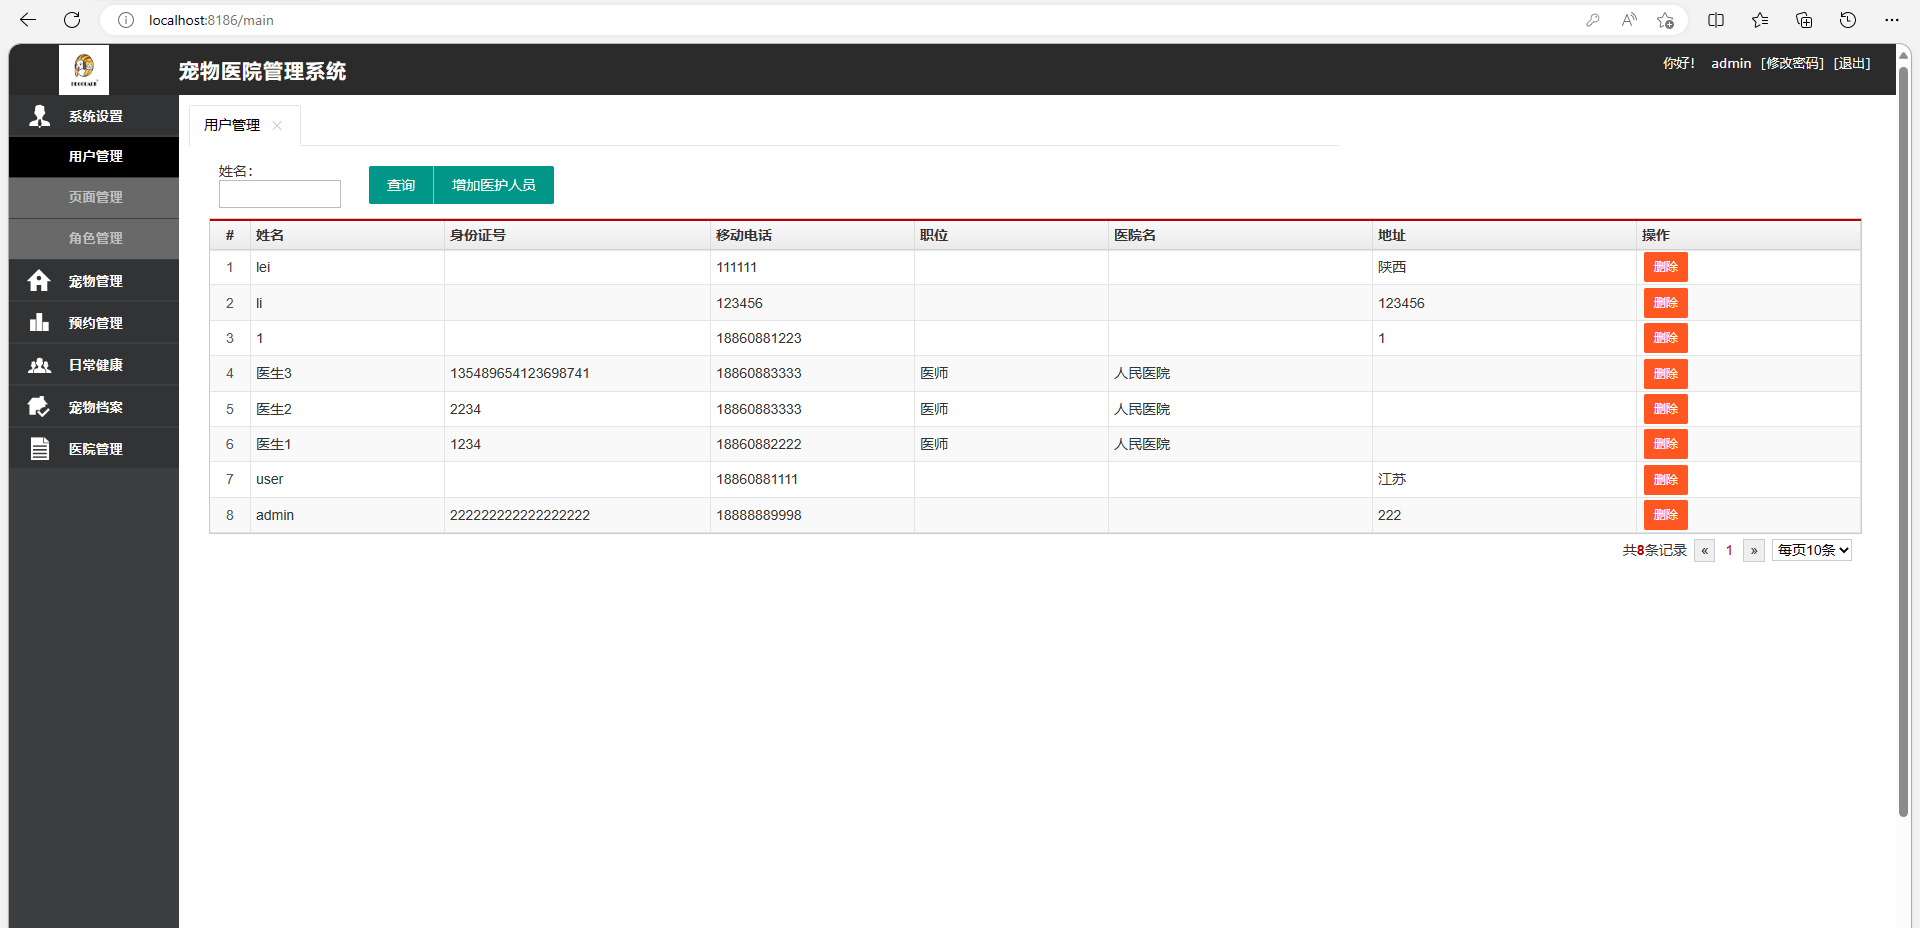 localhost:8186/main
宠物医院管理系统
你好! admin [修改密码] [退出]
系统设置
用户管理
页面管理
角色管理
宠物管理
预约管理
日常健康
宠物档案
医院管理
用户管理
姓名:
查询 增加医护人员
# 姓名 身份证号 移动电话 职位 医院名 地址 操作
1 lei 111111 陕西 删除
2 li 123456 123456 删除
3 1 18860881223 1 删除
4 医生3 135489654123698741 18860883333 医师 人民医院 删除
5 医生2 2234 18860883333 医师 人民医院 删除
6 医生1 1234 18860882222 医师 人民医院 删除
7 user 18860881111 江苏 删除
8 admin 222222222222222222 18888889998 222 删除
共8条记录 « 1 » 每页10条